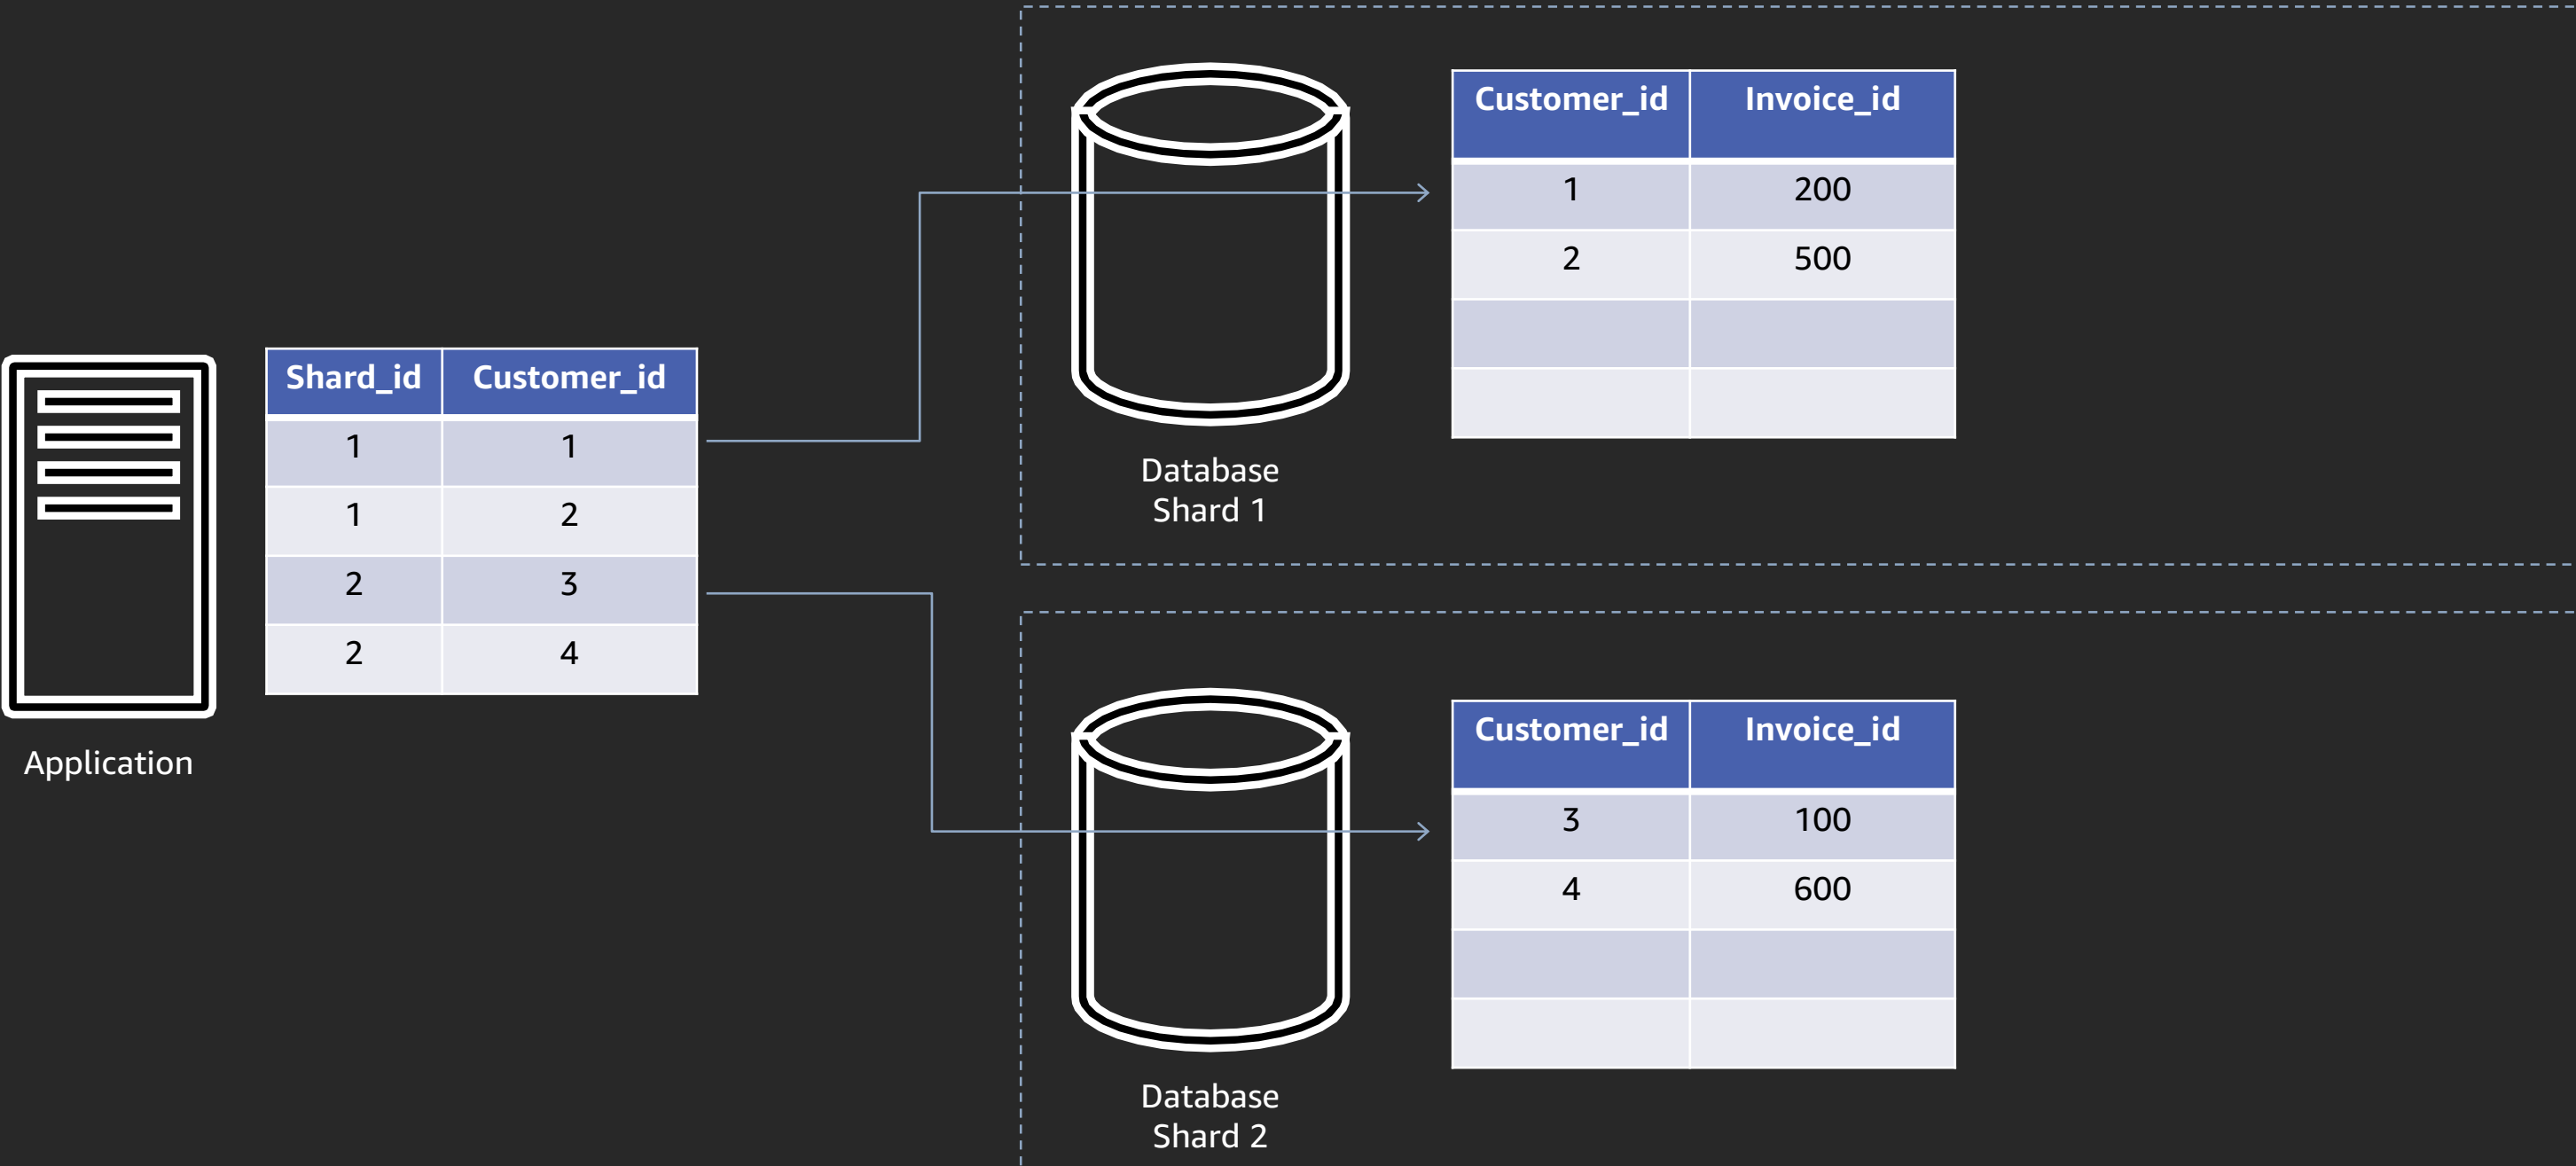 Application
Shard_id Customer_id
1 1
1 2
2 3
2 4
Database
Shard 1
Customer_id Invoice_id
1 200
2 500
Database
Shard 2
Customer_id Invoice_id
3 100
4 600